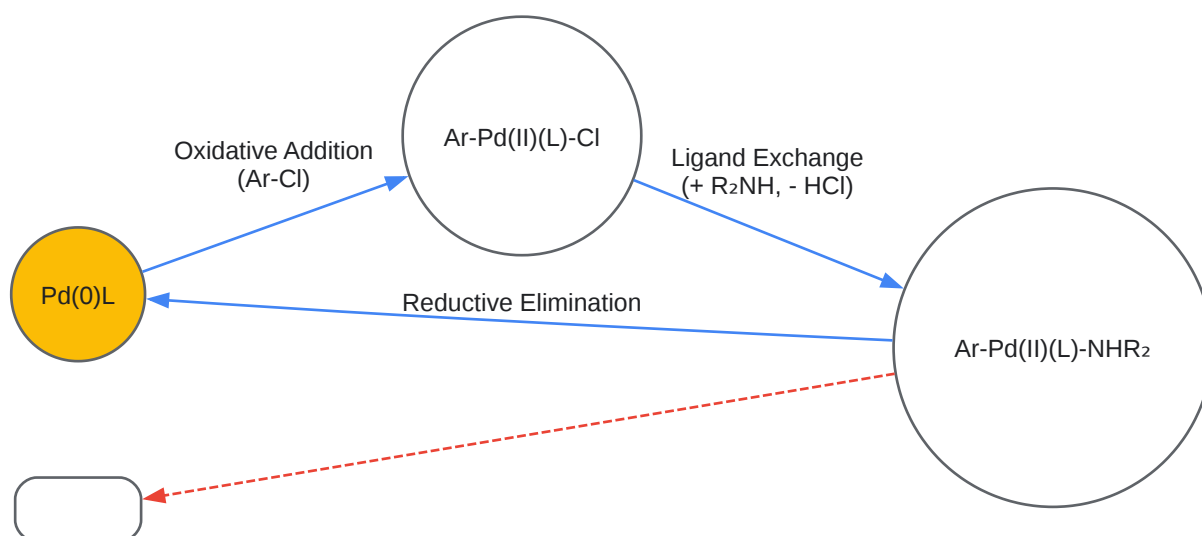 Ar-Pd(II)(L)-Cl
Oxidative Addition
(Ar-Cl)
Ligand Exchange
(+ R₂NH, - HCl)
Pd(0)L
Reductive Elimination
Ar-Pd(II)(L)-NHR₂